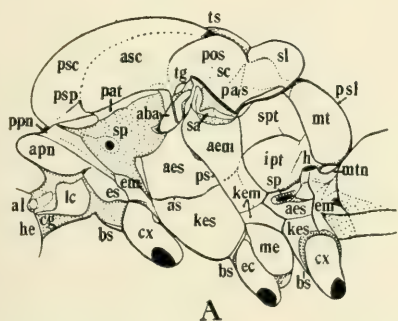 ts
asc
pos
sl
psc
sc
tg
pa/s
psp
pat
psl
ppn
aba
sa
spt
mt
sp
apn
aem
aes
ipt
h
ps
sp
mtn
em
lc
es
kem
al
as
aes
em
cg
kes
kes
he
bs
cx
me
cx
bs
ec
bs
A